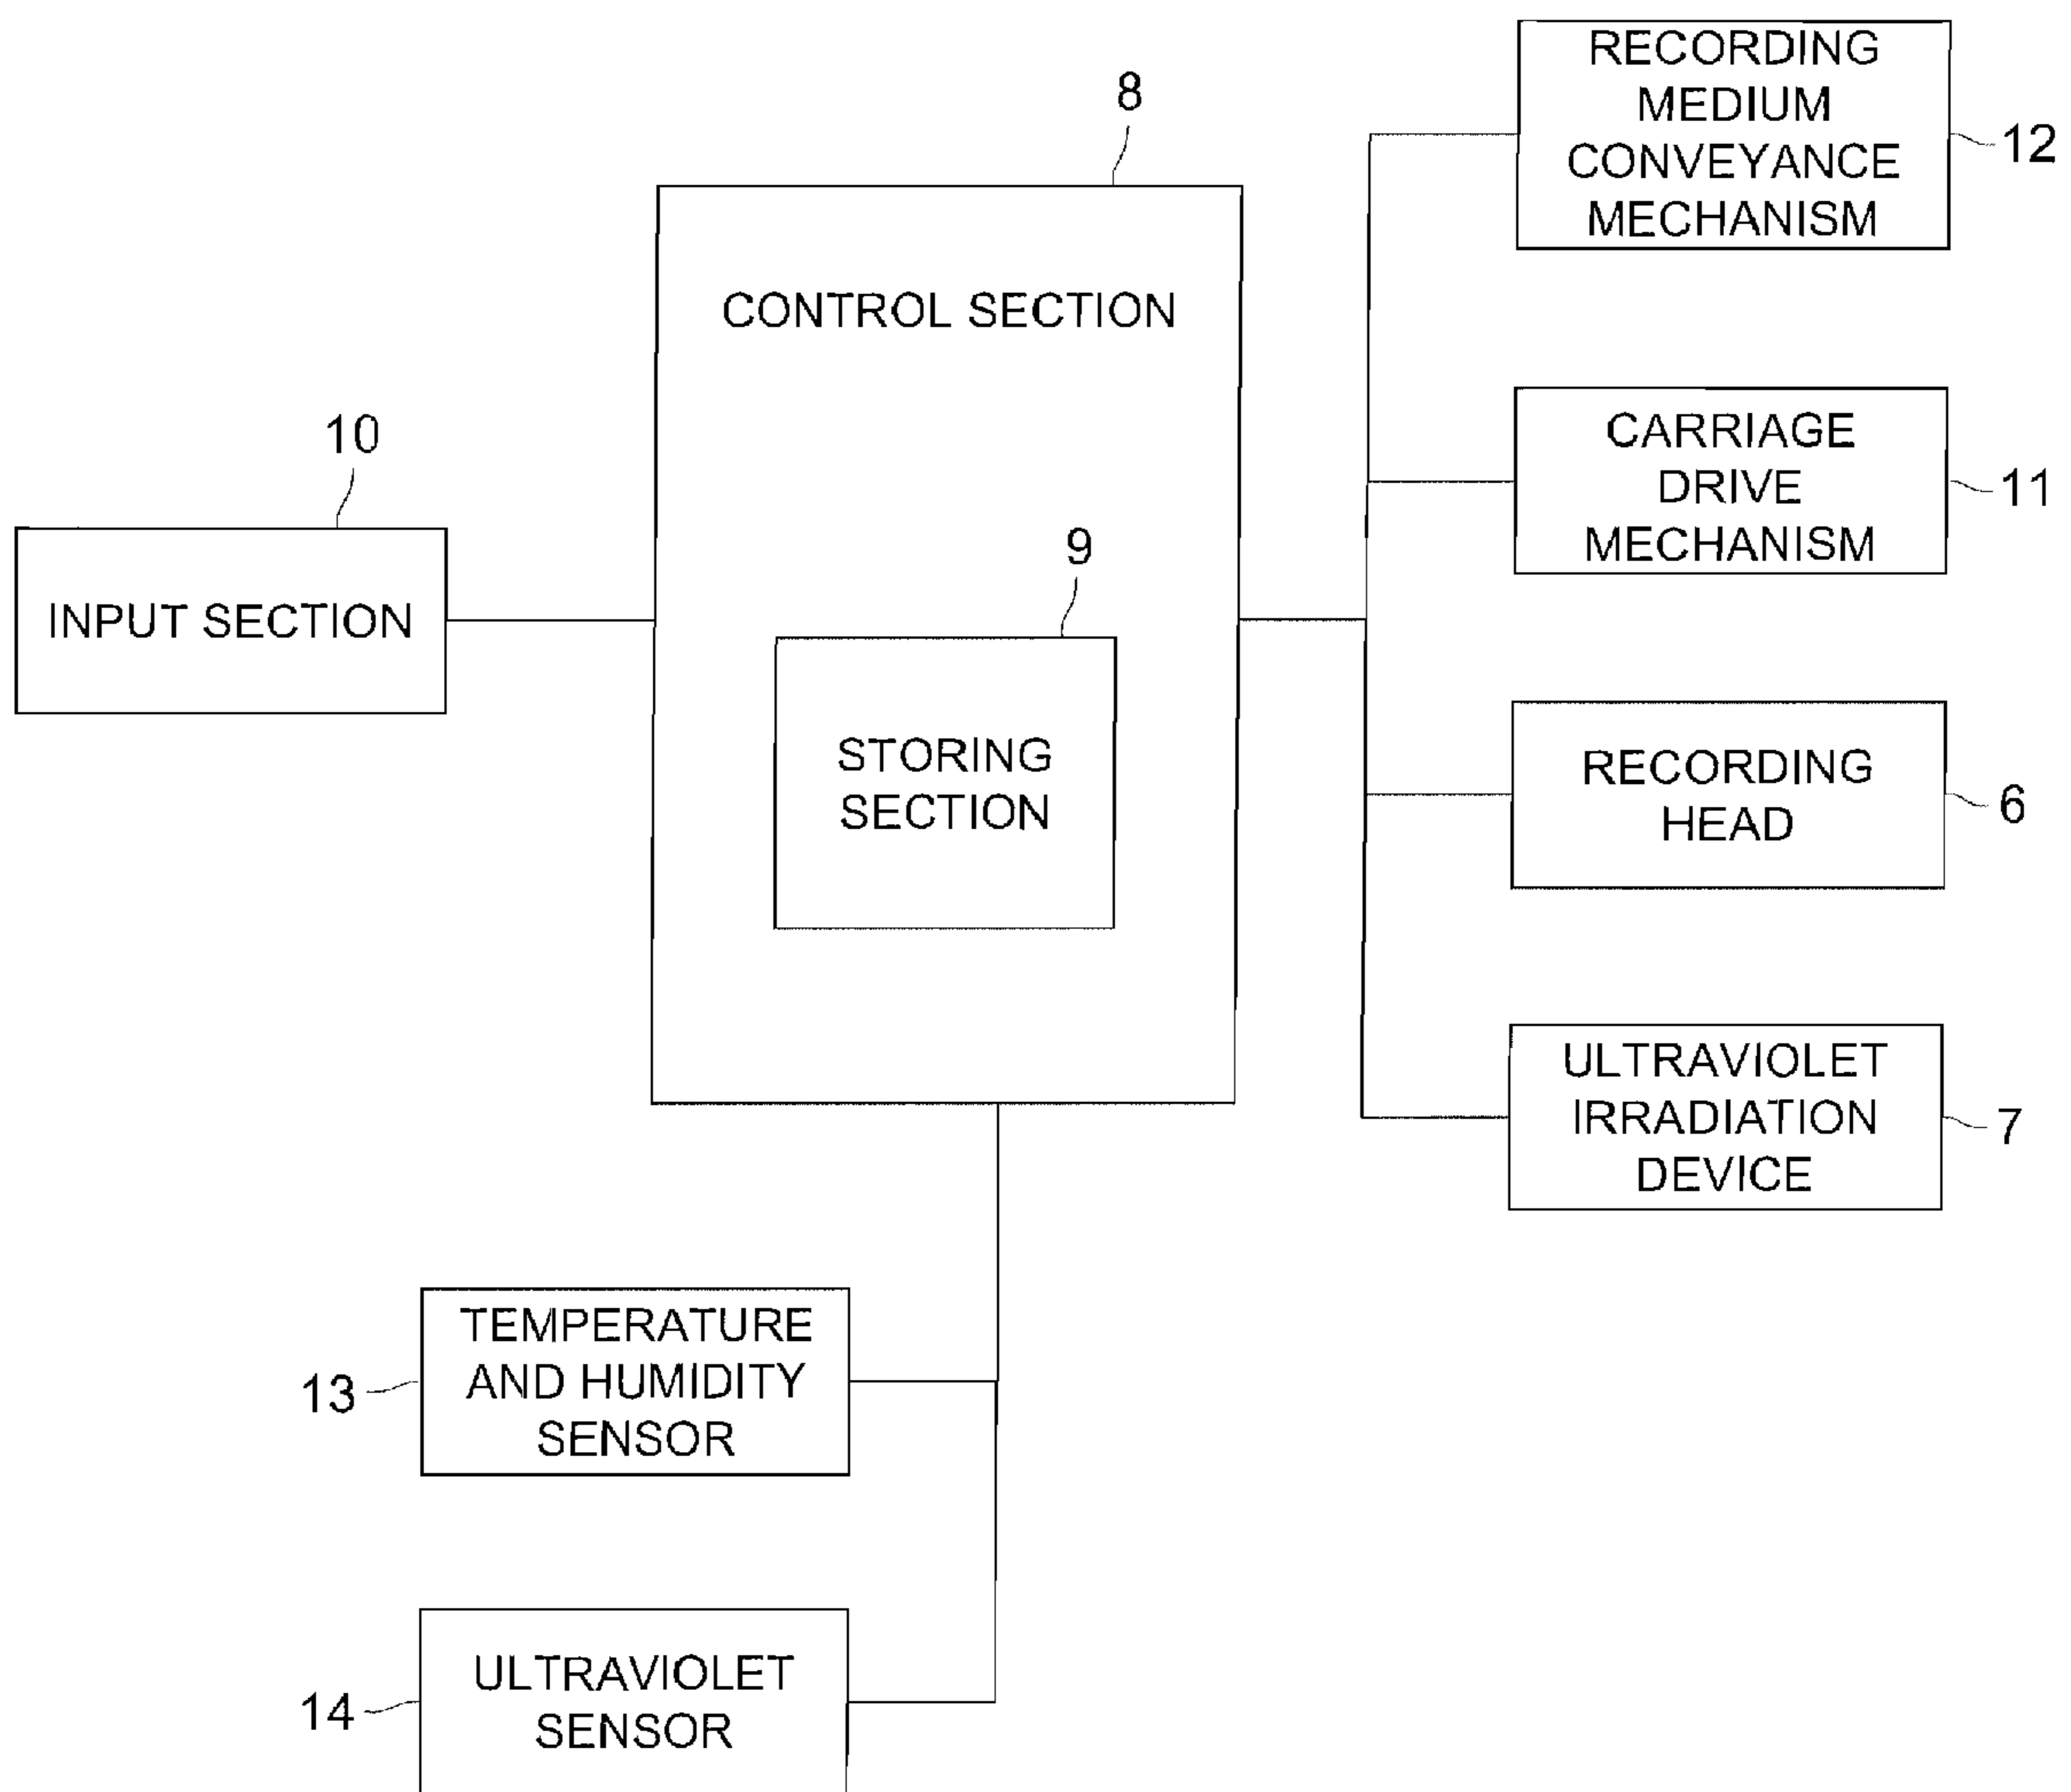 8
CONTROL SECTION
9
STORING
SECTION
10
INPUT SECTION
RECORDING
MEDIUM
CONVEYANCE
MECHANISM
12
CARRIAGE
DRIVE
MECHANISM
11
RECORDING
HEAD
6
ULTRAVIOLET
IRRADIATION
DEVICE
7
TEMPERATURE
AND HUMIDITY
SENSOR
13
ULTRAVIOLET
SENSOR
14